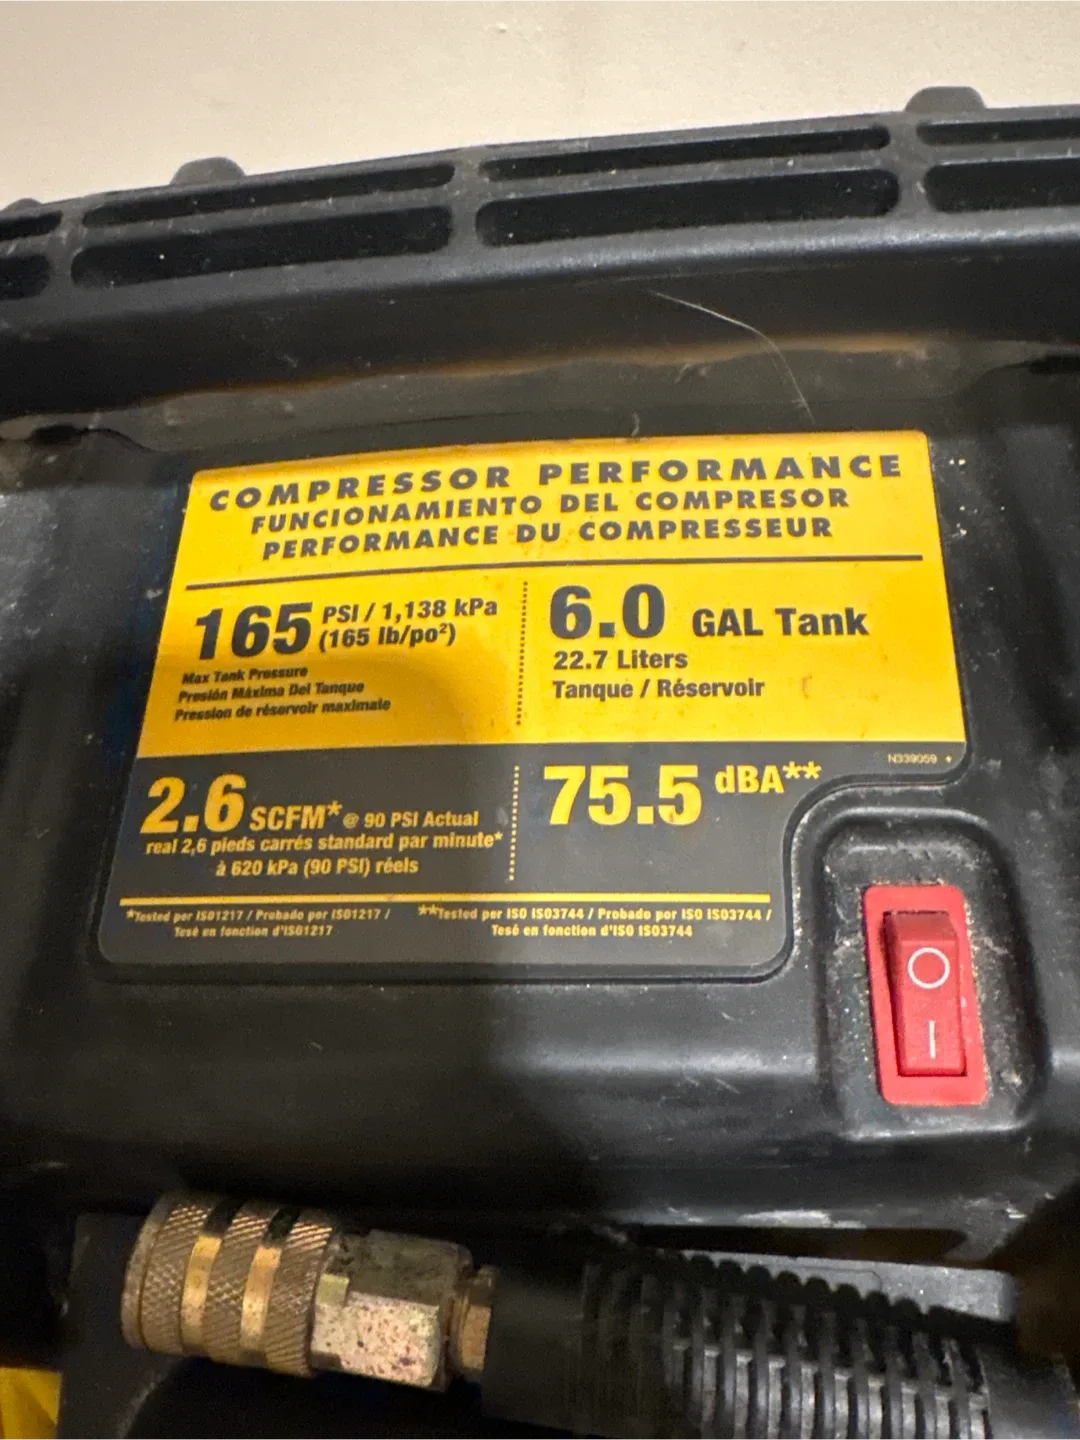 COMPRESSOR PERFORMANCE
FUNCIONAMIENTO DEL COMPRESOR
PERFORMANCE DU COMPRESSEUR
165 PSI / 1,138 kPa
(165 lb/po²)
Max Tank Pressure
Presión Máxima Del Tanque
Pression de réservoir maximale
6.0 GAL Tank
22.7 Liters
Tanque / Réservoir
N339059
2.6 SCFM* @ 90 PSI Actual
real 2,6 pieds carrés standard par minute*
à 620 kPa (90 PSI) réels
75.5 dBA**
*Tested per ISO1217 / Probado por ISO1217 /
Tesé en fonction d'ISO1217
**Tested per ISO ISO3744 / Probado por ISO ISO3744 /
Tesé en fonction d'ISO ISO3744
O
I